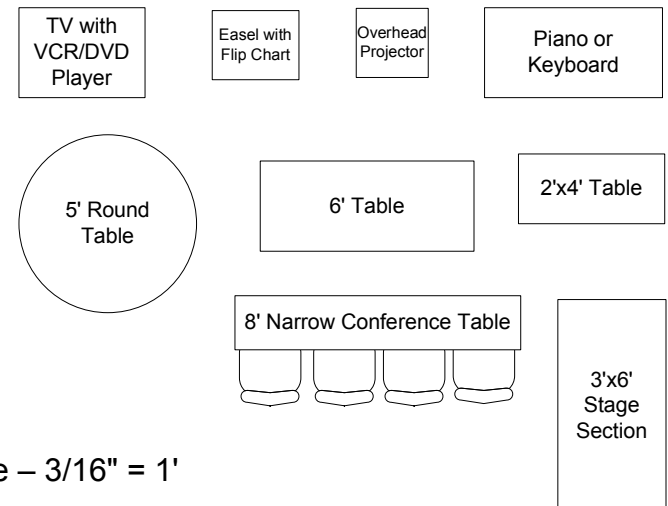 TV with
VCR/DVD
Player
Easel with
Flip Chart
Overhead
Projector
Piano or
Keyboard
5' Round
Table
6' Table
2'x4' Table
8' Narrow Conference Table
3'x6'
Stage
Section
– 3/16" = 1'